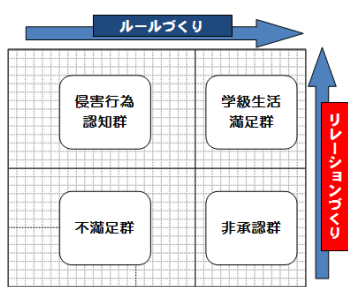 ルールづくり
侵害行為
認知群
学級生活
満足群
リレーションづくり
不満足群
非承認群